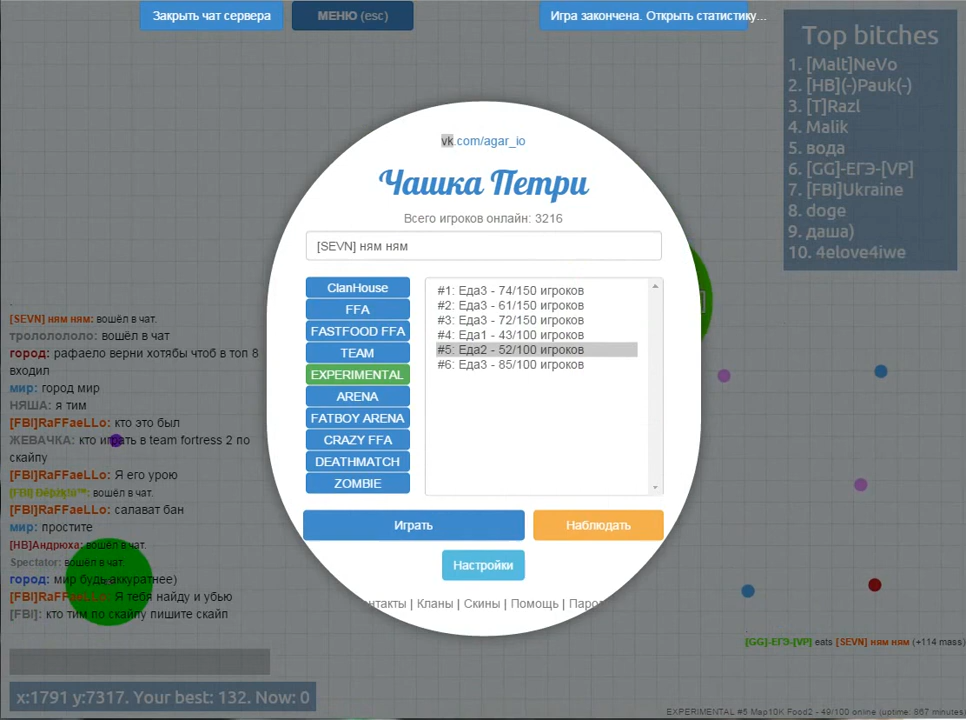 Закрыть чат сервера
МЕНЮ (esc)
Игра закончена. Открыть статистику...
Top bitches
1. [Malt]NeVo
2. [HB](-)Pauk(-)
3. [T]Razl
4. Malik
5. вода
6. [GG]-ЕГЭ-[VP]
7. [FBI]Ukraine
8. doge
9. даша)
10. 4elove4iwe
vk.com/agar_io
Чашка Петри
Всего игроков онлайн: 3216
[SEVN] ням ням
ClanHouse
FFA
FASTFOOD FFA
TEAM
EXPERIMENTAL
ARENA
FATBOY ARENA
CRAZY FFA
DEATHMATCH
ZOMBIE
#1: Еда3 - 74/150 игроков
#2: Еда3 - 61/150 игроков
#3: Еда3 - 72/150 игроков
#4: Еда1 - 43/100 игроков
#5: Еда2 - 52/100 игроков
#6: Еда3 - 85/100 игроков
Играть
Наблюдать
Настройки
нтакты | Кланы | Скины | Помощь | Парол
[SEVN] ням ням: вошёл в чат.
трололололо: вошёл в чат
город: рафаело верни хотябы чтоб в топ 8
входил
мир: город мир
НЯША: я тим
[FBI]RaFFaeLLo: кто это был
ЖЕВАЧКА: кто играть в team fortress 2 по
скайпу
[FBI]RaFFaeLLo: Я его урою
[FBI] вошёл в чат.
[FBI]RaFFaeLLo: салават бан
мир: простите
[HB]Андрюха: вошёл в чат.
Spectator: вошёл в чат.
город: мир будь аккуратнее)
[FBI]RaFFaeLLo: Я тебя найду и убью
[FBI]: кто тим по скайпу пишите скайп
x:1791 y:7317. Your best: 132. Now: 0
[GG]-ЕГЭ-[VP] eats [SEVN] ням ням (+114 mass)
EXPERIMENTAL #5 Map10K Food2 - 49/100 online (uptime: 867 minutes)